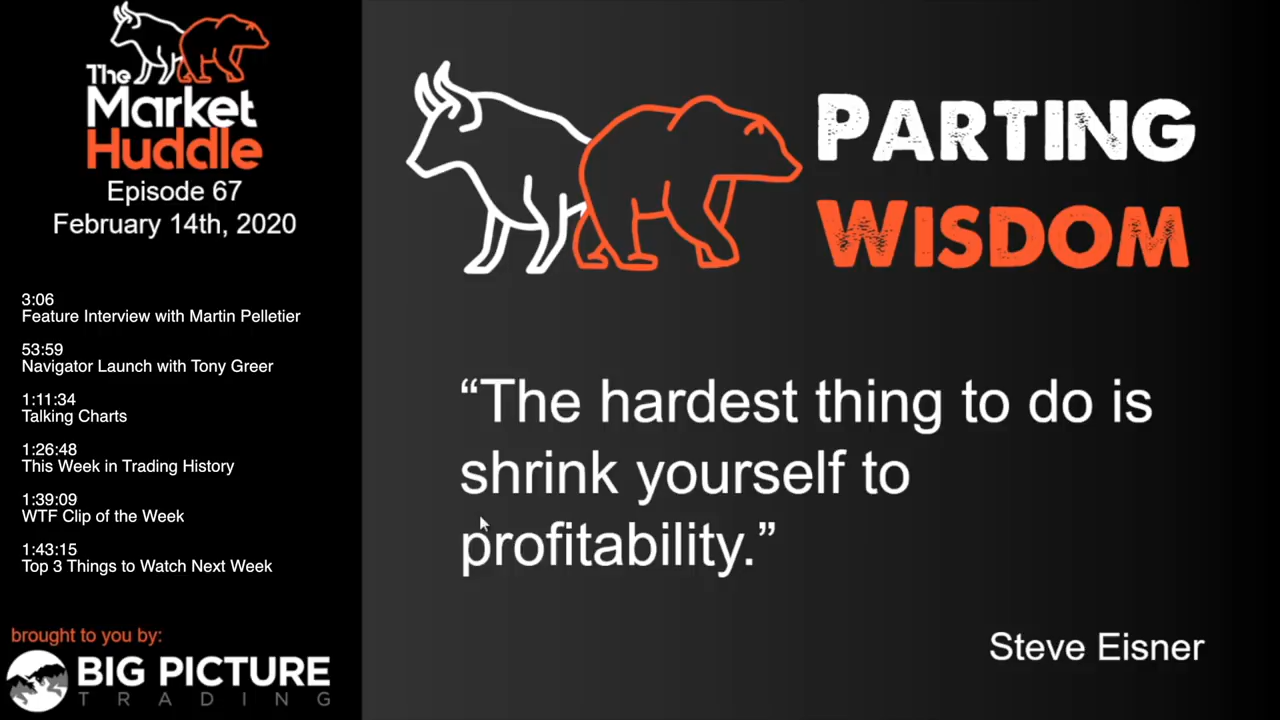 The
Market
Huddle
Episode 67
February 14th, 2020
3:06
Feature Interview with Martin Pelletier
53:59
Navigator Launch with Tony Greer
1:11:34
Talking Charts
1:26:48
This Week in Trading History
1:39:09
WTF Clip of the Week
1:43:15
Top 3 Things to Watch Next Week
brought to you by:
BIG PICTURE
TRADING
PARTING
WISDOM
“The hardest thing to do is
shrink yourself to
profitability.”
Steve Eisner